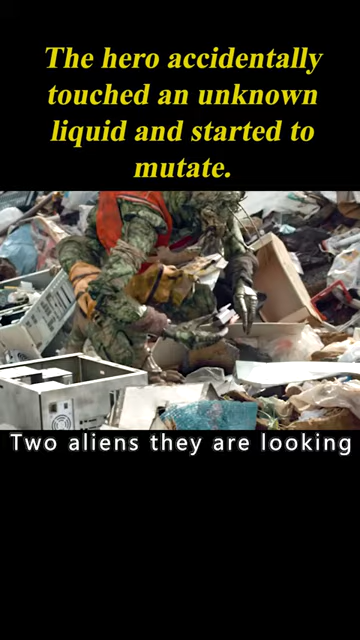 The hero accidentally
touched an unknown
liquid and started to
mutate.
Two aliens they are looking